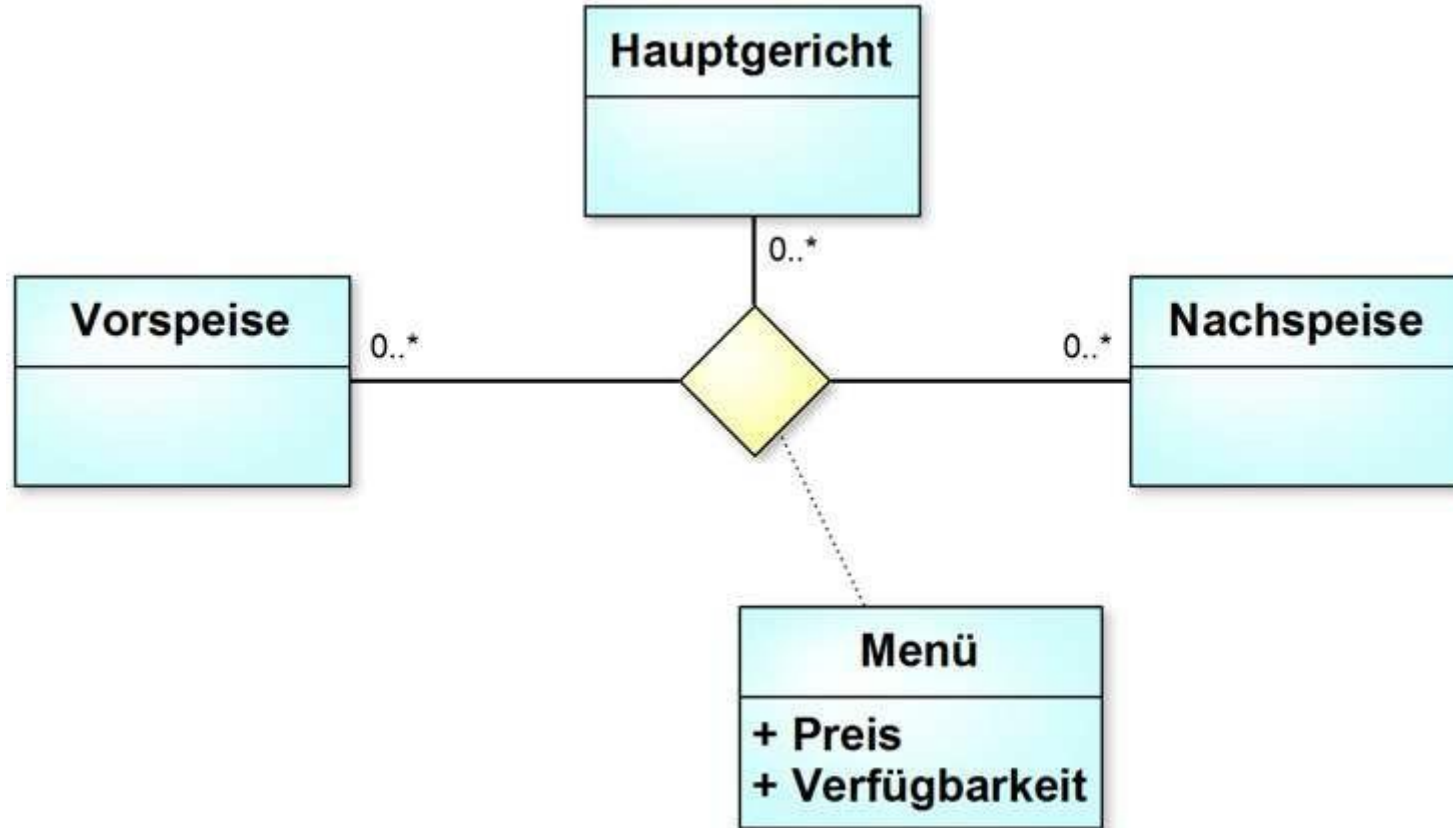 Hauptgericht
0..*
Vorspeise
0..*
0..*
Nachspeise
Menü
+ Preis
+ Verfügbarkeit